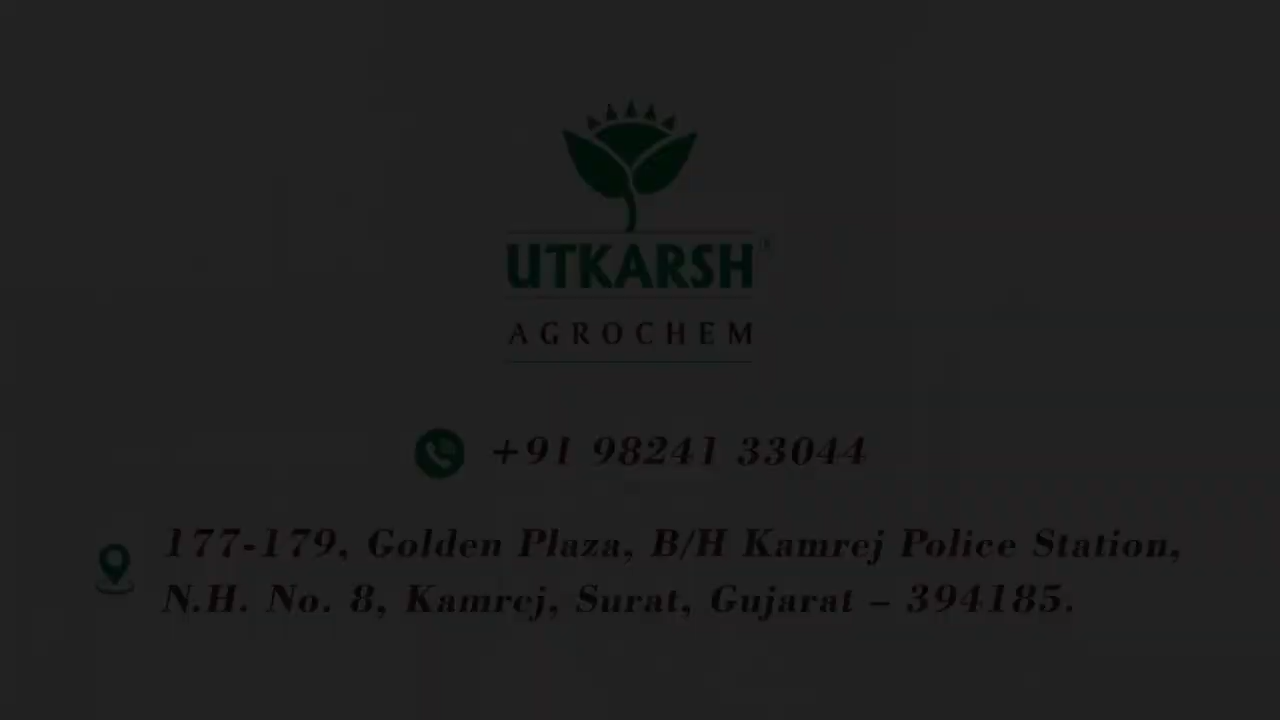 UTKARSH®
AGROCHEM
+91 98241 33044
177-179, Golden Plaza, B/H Kamrej Police Station,
N.H. No. 8, Kamrej, Surat, Gujarat – 394185.